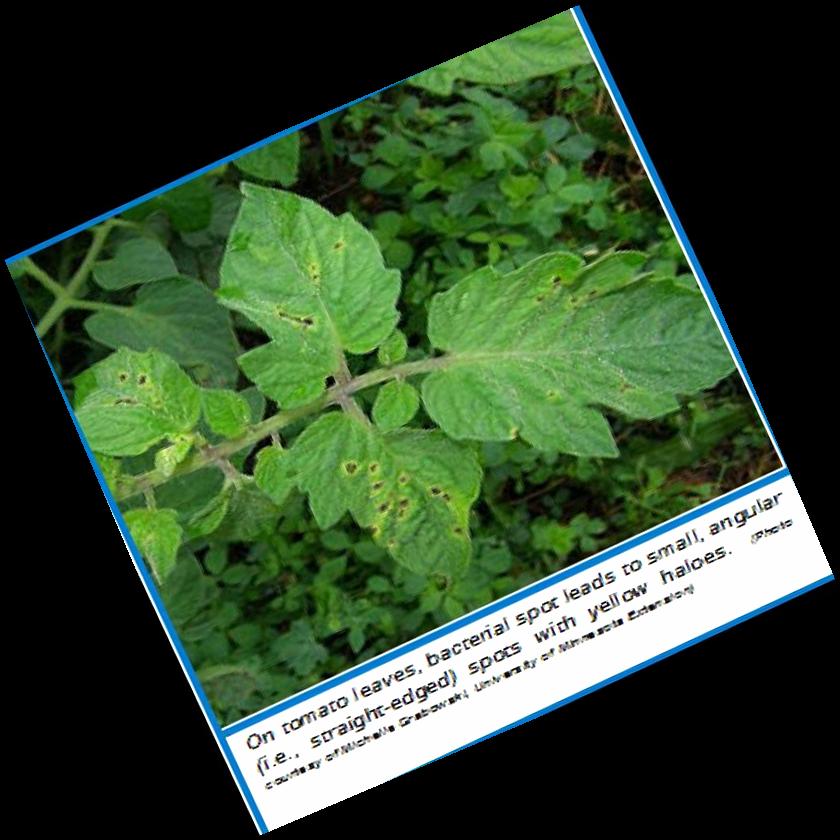 On tomato leaves, bacterial spot leads to small, angular
(i.e., straight-edged) spots with yellow haloes. (Photo
courtesy of Michelle Grabowski, University of Minnesota Extension)